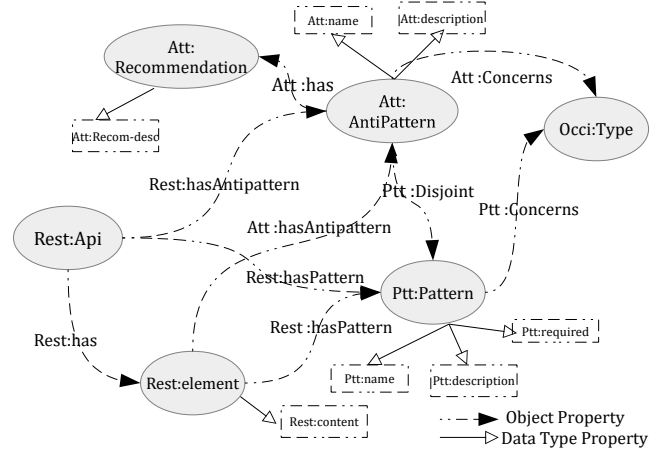 Att:name
Att:description
Att:
Recommendation
Att :has
Att :Concerns
Att:
AntiPattern
Occi:Type
Att:Recom-desc
Rest:hasAntipattern
Ptt :Disjoint
Ptt :Concerns
Att :hasAntipattern
Rest:Api
Rest:hasPattern
Ptt:Pattern
Rest:has
Rest :hasPattern
Ptt:required
Rest:element
Ptt:name
Ptt:description
Rest:content
Object Property
Data Type Property